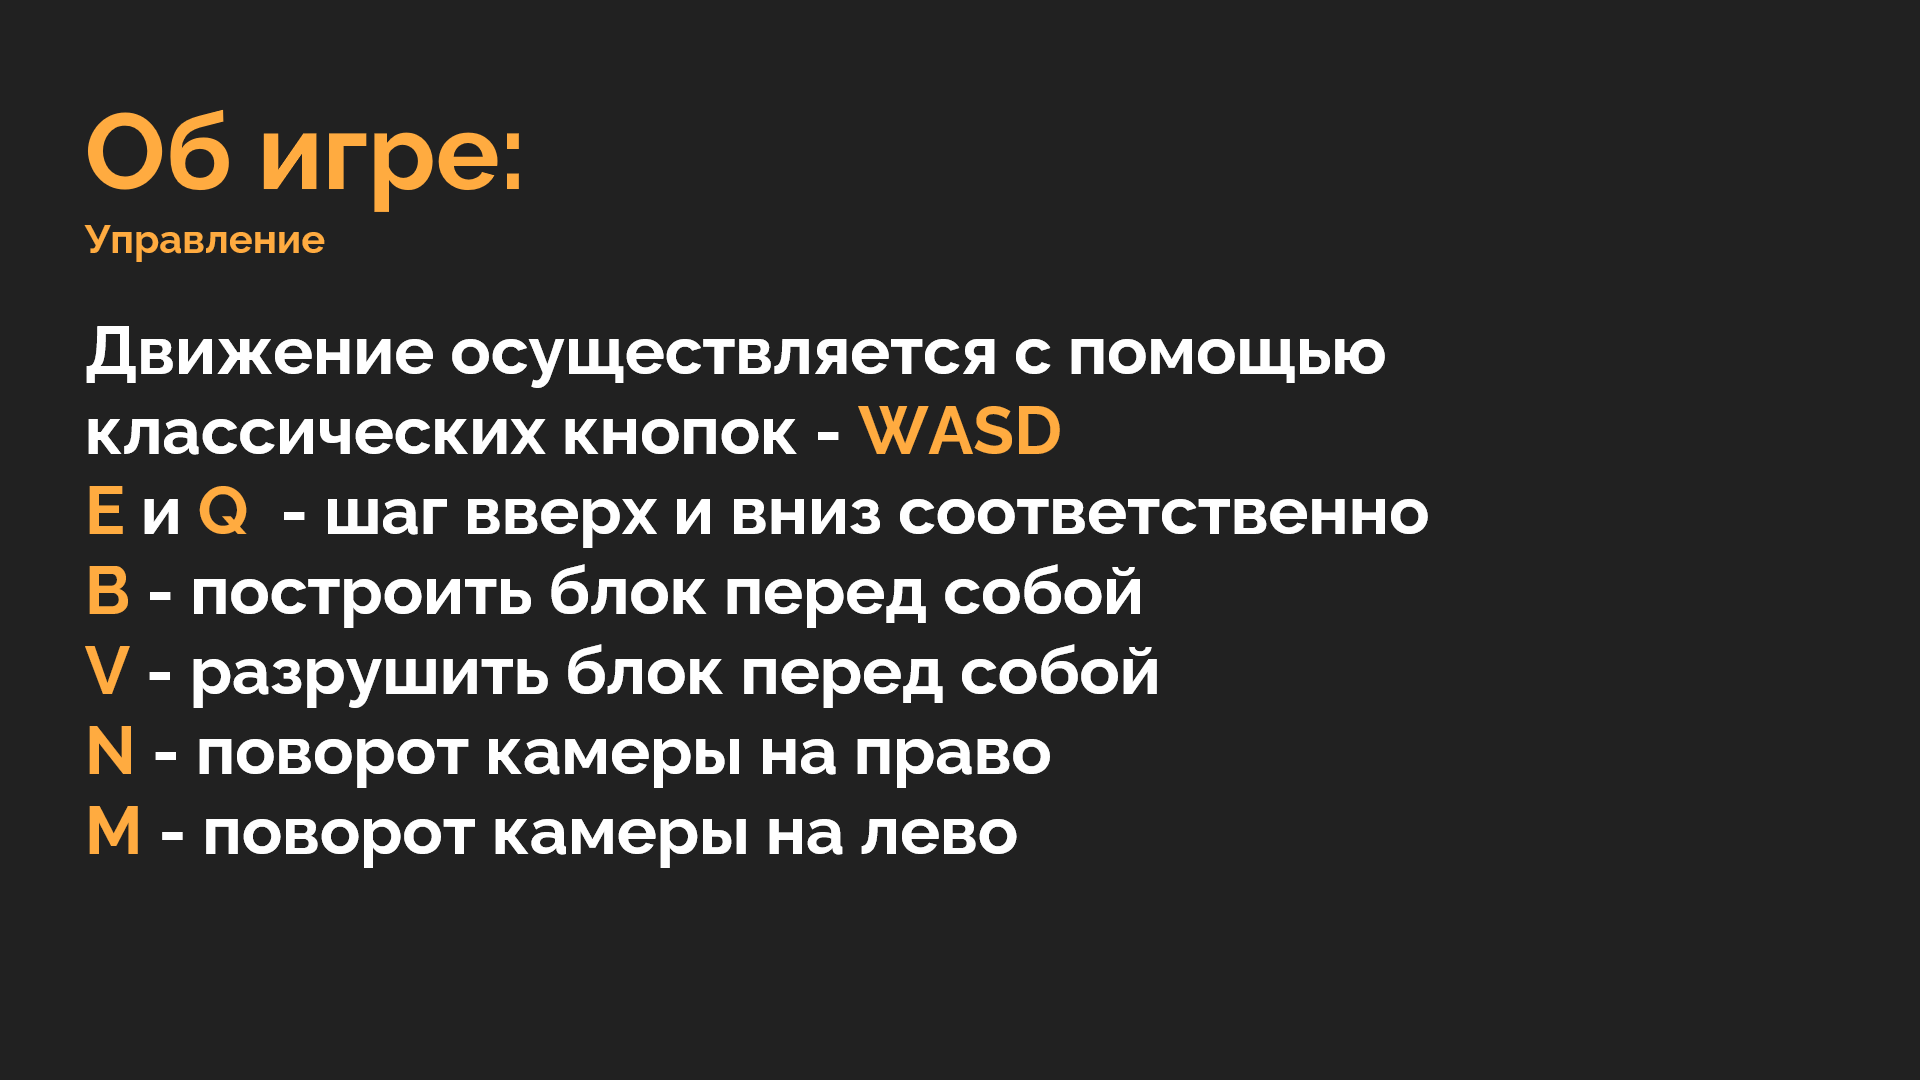 Об игре:
Управление
Движение осуществляется с помощью
классических кнопок - WASD
E и Q  - шаг вверх и вниз соответственно
B - построить блок перед собой
V - разрушить блок перед собой
N - поворот камеры на право
M - поворот камеры на лево